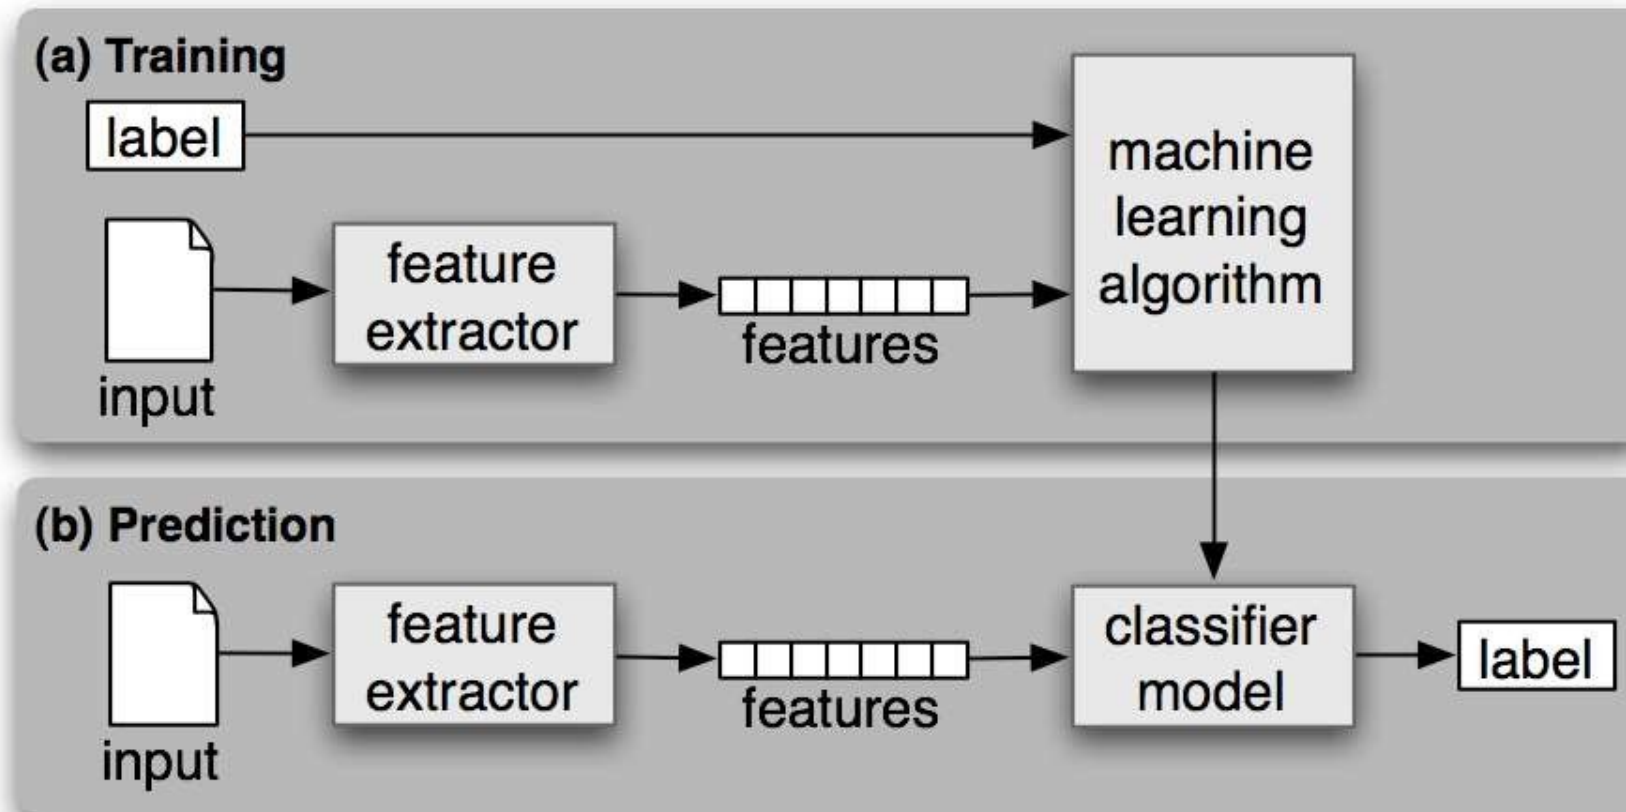 (a) Training
label
machine
learning
algorithm
feature
extractor
features
input
(b) Prediction
feature
extractor
features
classifier
model
label
input